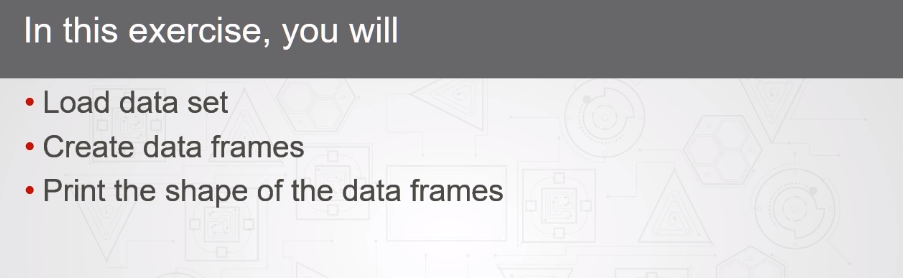 In this exercise, you will
• Load data set
• Create data frames
• Print the shape of the data frames